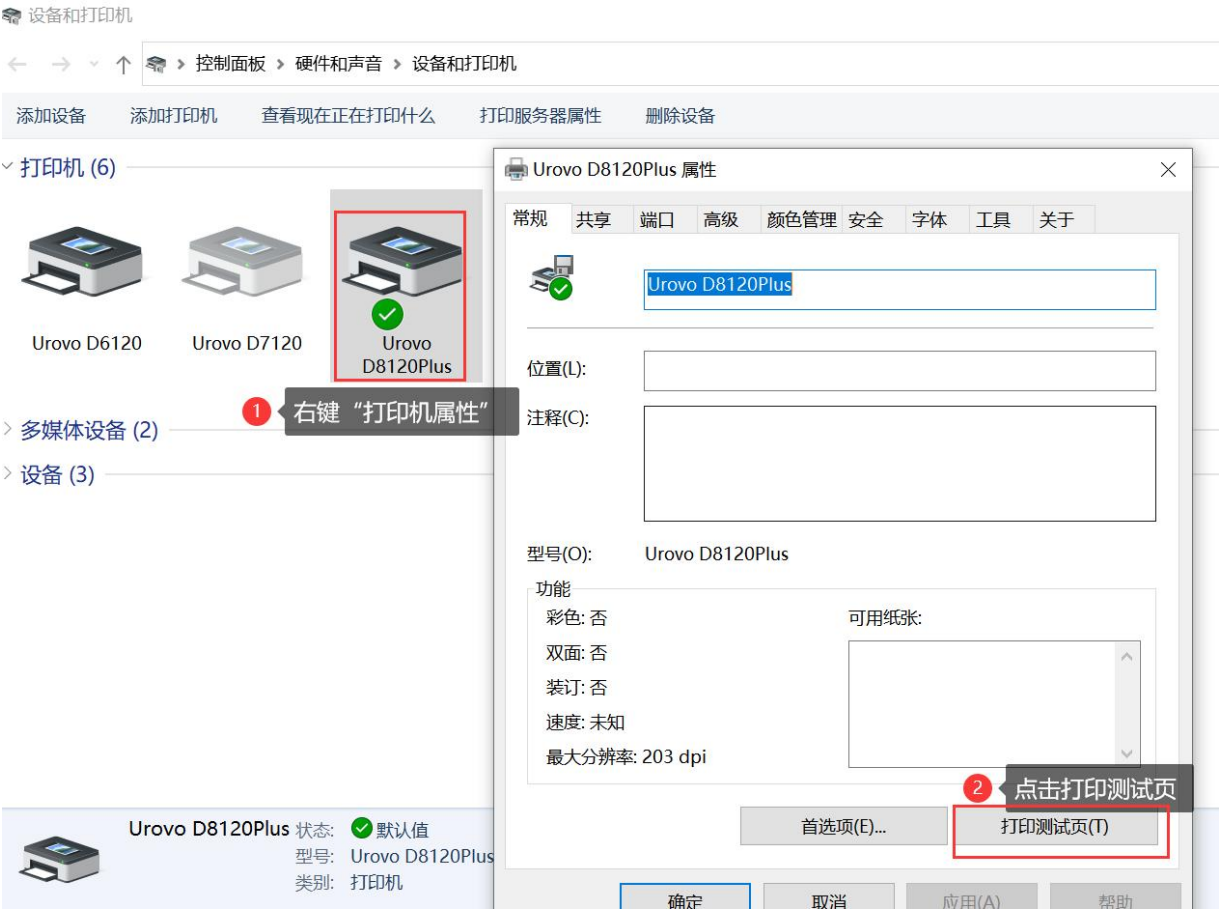 设备和打印机
控制面板 > 硬件和声音 > 设备和打印机
添加设备 添加打印机 查看现在正在打印什么 打印服务器属性 删除设备
打印机 (6)
Urovo D6120
Urovo D7120
Urovo
D8120Plus
1 右键“打印机属性”
多媒体设备 (2)
设备 (3)
Urovo D8120Plus 属性
常规 共享 端口 高级 颜色管理 安全 字体 工具 关于
Urovo D8120Plus
位置(L):
注释(C):
型号(O): Urovo D8120Plus
功能
彩色: 否
双面: 否
装订: 否
速度: 未知
最大分辨率: 203 dpi
可用纸张:
2 点击打印测试页
首选项(E)... 打印测试页(T)
确定 取消 应用(A) 帮助
Urovo D8120Plus 状态: 默认值
型号: Urovo D8120Plus
类别: 打印机